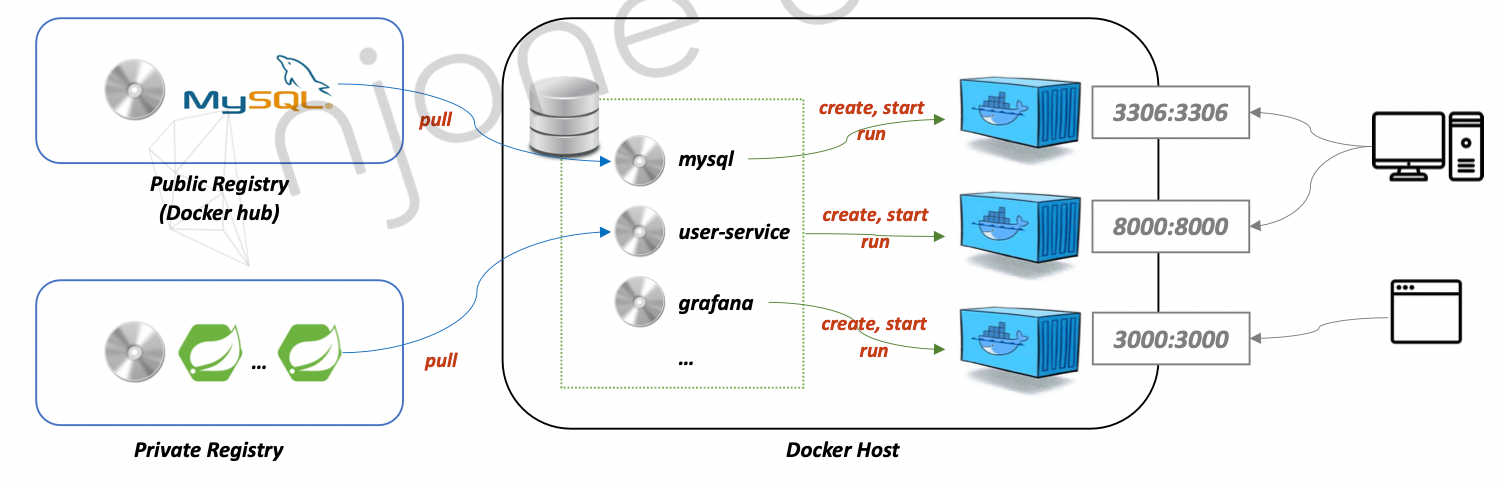 MySQL
pull
Public Registry
(Docker hub)
...
pull
Private Registry
mysql
user-service
grafana
...
create, start
run
create, start
run
create, start
run
3306:3306
8000:8000
3000:3000
Docker Host
njone